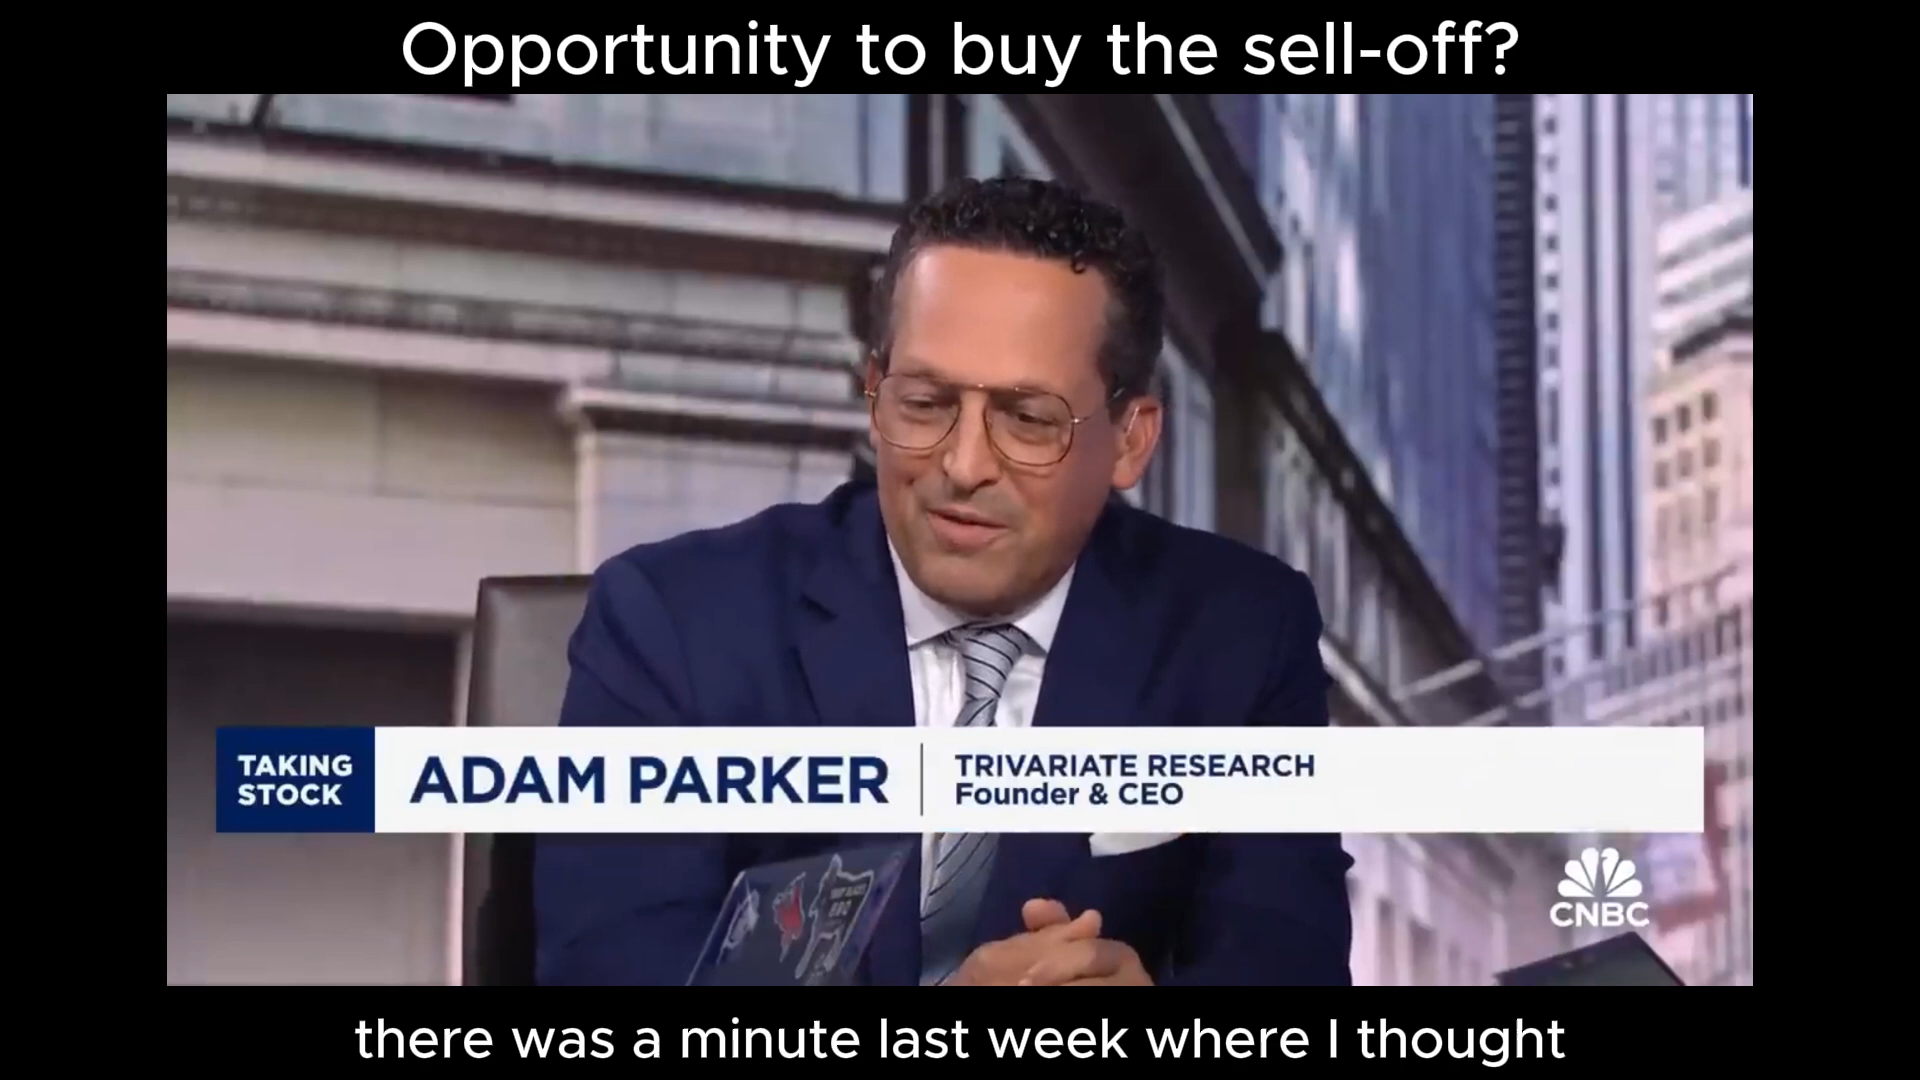 Opportunity to buy the sell-off?
TAKING
STOCK
ADAM PARKER
TRIVARIATE RESEARCH
Founder & CEO
CNBC
there was a minute last week where I thought